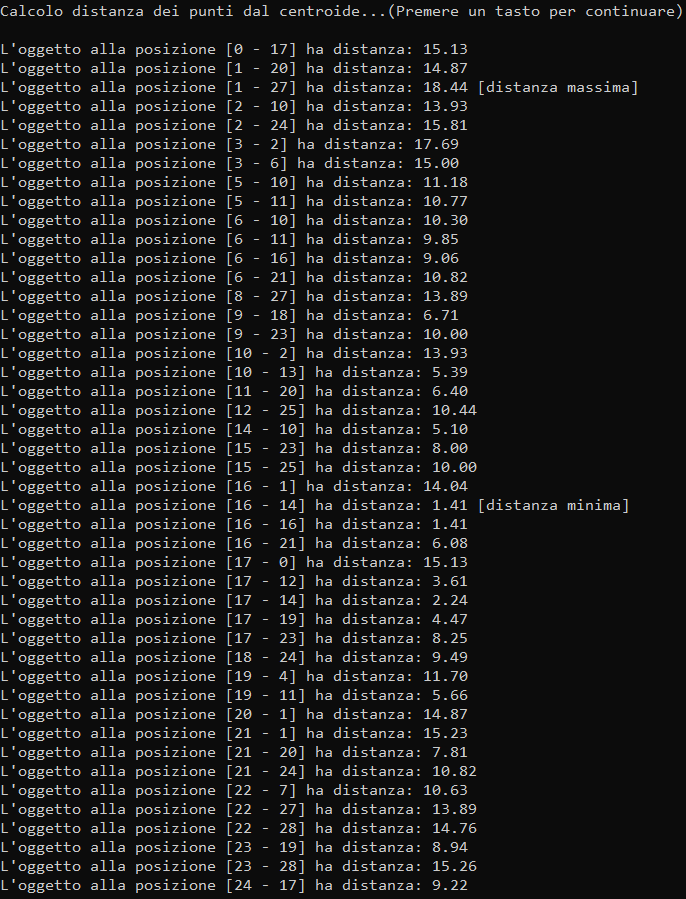 Calcolo distanza dei punti dal centroide...(Premere un tasto per continuare)
L'oggetto alla posizione [0 - 17] ha distanza: 15.13
L'oggetto alla posizione [1 - 20] ha distanza: 14.87
L'oggetto alla posizione [1 - 27] ha distanza: 18.44 [distanza massima]
L'oggetto alla posizione [2 - 10] ha distanza: 13.93
L'oggetto alla posizione [2 - 24] ha distanza: 15.81
L'oggetto alla posizione [3 - 2] ha distanza: 17.69
L'oggetto alla posizione [3 - 6] ha distanza: 15.00
L'oggetto alla posizione [5 - 10] ha distanza: 11.18
L'oggetto alla posizione [5 - 11] ha distanza: 10.77
L'oggetto alla posizione [6 - 10] ha distanza: 10.30
L'oggetto alla posizione [6 - 11] ha distanza: 9.85
L'oggetto alla posizione [6 - 16] ha distanza: 9.06
L'oggetto alla posizione [6 - 21] ha distanza: 10.82
L'oggetto alla posizione [8 - 27] ha distanza: 13.89
L'oggetto alla posizione [9 - 18] ha distanza: 6.71
L'oggetto alla posizione [9 - 23] ha distanza: 10.00
L'oggetto alla posizione [10 - 2] ha distanza: 13.93
L'oggetto alla posizione [10 - 13] ha distanza: 5.39
L'oggetto alla posizione [11 - 20] ha distanza: 6.40
L'oggetto alla posizione [12 - 25] ha distanza: 10.44
L'oggetto alla posizione [14 - 10] ha distanza: 5.10
L'oggetto alla posizione [15 - 23] ha distanza: 8.00
L'oggetto alla posizione [15 - 25] ha distanza: 10.00
L'oggetto alla posizione [16 - 1] ha distanza: 14.04
L'oggetto alla posizione [16 - 14] ha distanza: 1.41 [distanza minima]
L'oggetto alla posizione [16 - 16] ha distanza: 1.41
L'oggetto alla posizione [16 - 21] ha distanza: 6.08
L'oggetto alla posizione [17 - 0] ha distanza: 15.13
L'oggetto alla posizione [17 - 12] ha distanza: 3.61
L'oggetto alla posizione [17 - 14] ha distanza: 2.24
L'oggetto alla posizione [17 - 19] ha distanza: 4.47
L'oggetto alla posizione [17 - 23] ha distanza: 8.25
L'oggetto alla posizione [18 - 24] ha distanza: 9.49
L'oggetto alla posizione [19 - 4] ha distanza: 11.70
L'oggetto alla posizione [19 - 11] ha distanza: 5.66
L'oggetto alla posizione [20 - 1] ha distanza: 14.87
L'oggetto alla posizione [21 - 1] ha distanza: 15.23
L'oggetto alla posizione [21 - 20] ha distanza: 7.81
L'oggetto alla posizione [21 - 24] ha distanza: 10.82
L'oggetto alla posizione [22 - 7] ha distanza: 10.63
L'oggetto alla posizione [22 - 27] ha distanza: 13.89
L'oggetto alla posizione [22 - 28] ha distanza: 14.76
L'oggetto alla posizione [23 - 19] ha distanza: 8.94
L'oggetto alla posizione [23 - 28] ha distanza: 15.26
L'oggetto alla posizione [24 - 17] ha distanza: 9.22